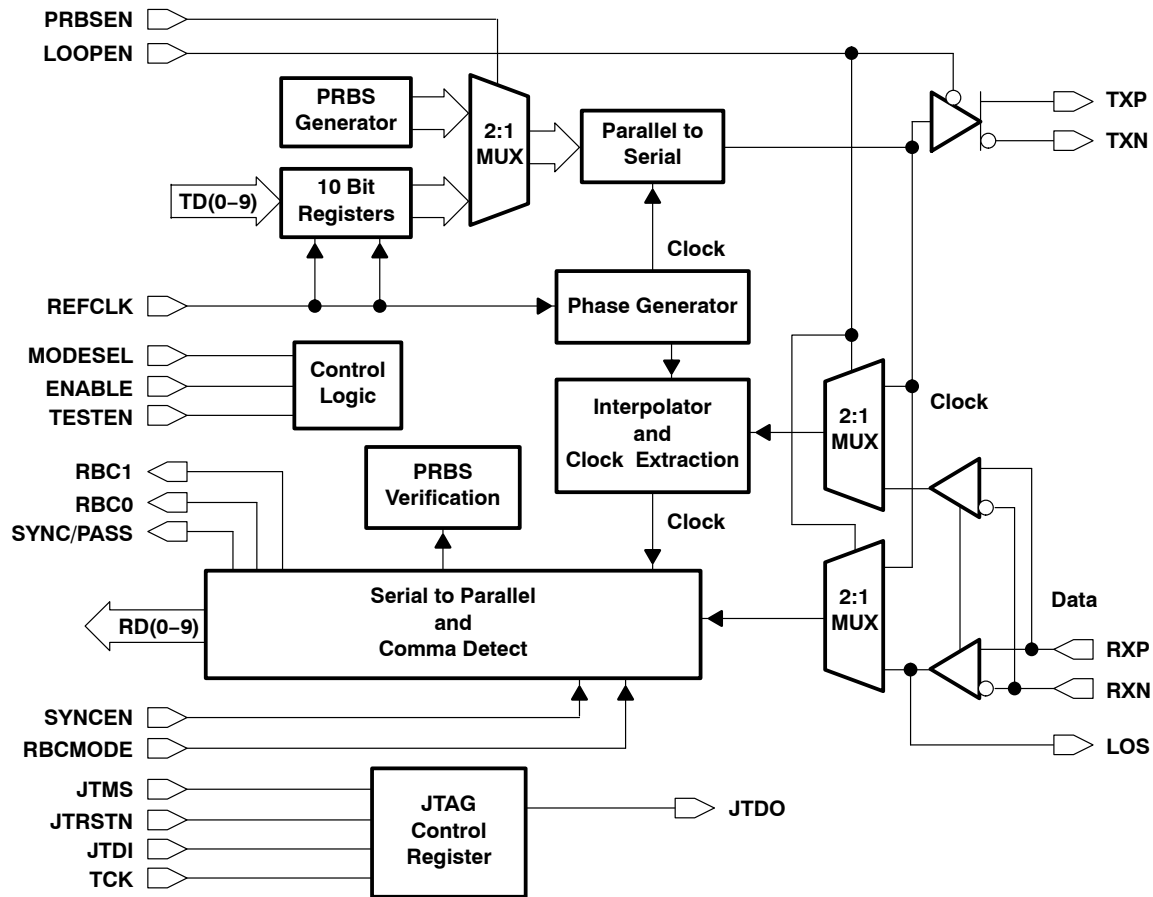 PRBSEN
LOOPEN
PRBS
Generator
2:1
MUX
Parallel to
Serial
TXP
TXN
TD(0–9)
10 Bit
Registers
Clock
REFCLK
Phase Generator
MODESEL
ENABLE
TESTEN
Control
Logic
Interpolator
and
Clock Extraction
2:1
MUX
Clock
RBC1
RBC0
SYNC/PASS
PRBS
Verification
Clock
Serial to Parallel
and
Comma Detect
RD(0–9)
2:1
MUX
Data
RXP
RXN
LOS
SYNCEN
RBCMODE
JTMS
JTRSTN
JTDI
TCK
JTAG
Control
Register
JTDO